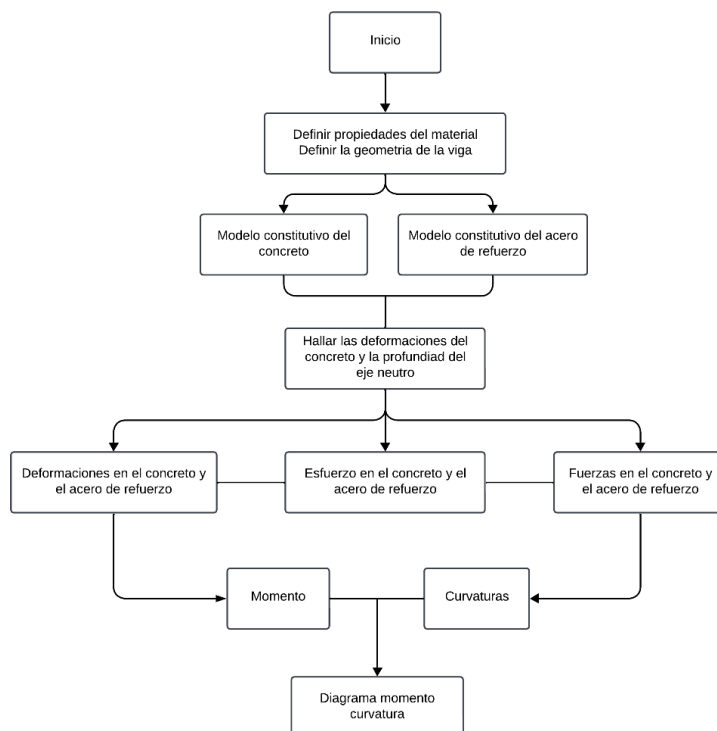 Inicio
Definir propiedades del material
Definir la geometria de la viga
Modelo constitutivo del
concreto
Modelo constitutivo del acero
de refuerzo
Hallar las deformaciones del
concreto y la profundiad del
eje neutro
Deformaciones en el concreto y
el acero de refuerzo
Esfuerzo en el concreto y el
acero de refuerzo
Fuerzas en el concreto y
el acero de refuerzo
Momento
Curvaturas
Diagrama momento
curvatura